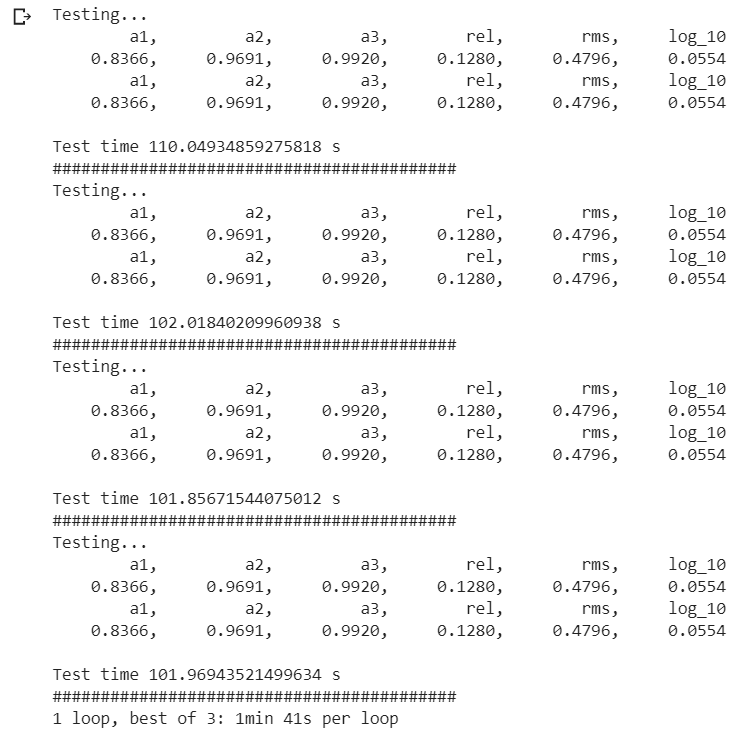 Testing...
a1, a2, a3, rel, rms, log_10
0.8366, 0.9691, 0.9920, 0.1280, 0.4796, 0.0554
a1, a2, a3, rel, rms, log_10
0.8366, 0.9691, 0.9920, 0.1280, 0.4796, 0.0554
Test time 110.04934859275818 s
##########################################
Testing...
a1, a2, a3, rel, rms, log_10
0.8366, 0.9691, 0.9920, 0.1280, 0.4796, 0.0554
a1, a2, a3, rel, rms, log_10
0.8366, 0.9691, 0.9920, 0.1280, 0.4796, 0.0554
Test time 102.01840209960938 s
##########################################
Testing...
a1, a2, a3, rel, rms, log_10
0.8366, 0.9691, 0.9920, 0.1280, 0.4796, 0.0554
a1, a2, a3, rel, rms, log_10
0.8366, 0.9691, 0.9920, 0.1280, 0.4796, 0.0554
Test time 101.85671544075012 s
##########################################
Testing...
a1, a2, a3, rel, rms, log_10
0.8366, 0.9691, 0.9920, 0.1280, 0.4796, 0.0554
a1, a2, a3, rel, rms, log_10
0.8366, 0.9691, 0.9920, 0.1280, 0.4796, 0.0554
Test time 101.96943521499634 s
##########################################
1 loop, best of 3: 1min 41s per loop